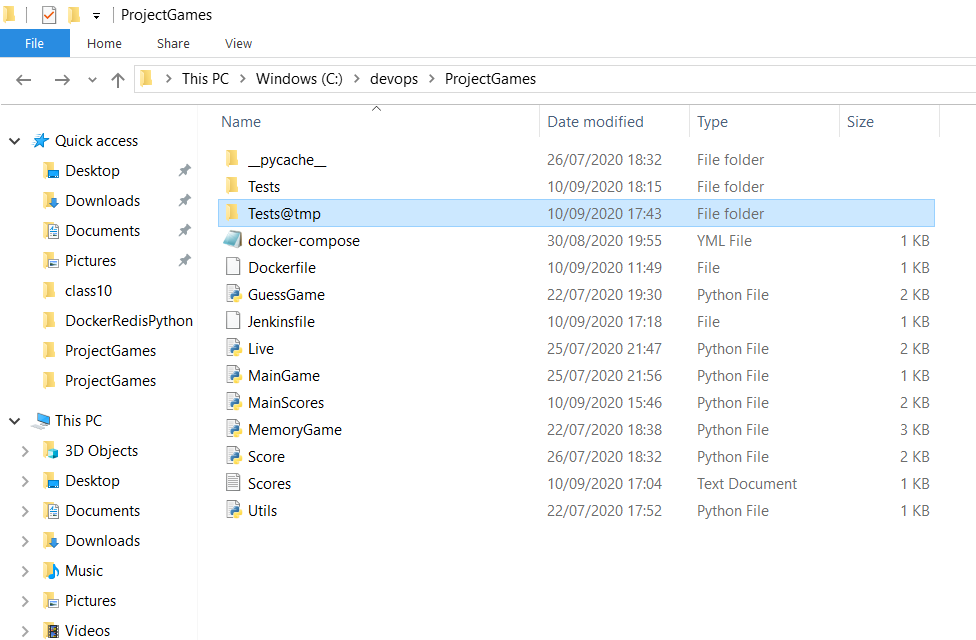 ProjectGames
File Home Share View
This PC Windows (C:) devops ProjectGames
Name Date modified Type Size
Quick access
Desktop
Downloads
Documents
Pictures
class10
DockerRedisPython
ProjectGames
ProjectGames
This PC
3D Objects
Desktop
Documents
Downloads
Music
Pictures
Videos
__pycache__ 26/07/2020 18:32 File folder
Tests 10/09/2020 18:15 File folder
Tests@tmp 10/09/2020 17:43 File folder
docker-compose 30/08/2020 19:55 YML File 1 KB
Dockerfile 10/09/2020 11:49 File 1 KB
GuessGame 22/07/2020 19:30 Python File 2 KB
Jenkinsfile 10/09/2020 17:18 File 1 KB
Live 25/07/2020 21:47 Python File 2 KB
MainGame 25/07/2020 21:56 Python File 1 KB
MainScores 10/09/2020 15:46 Python File 2 KB
MemoryGame 22/07/2020 18:38 Python File 3 KB
Score 26/07/2020 18:32 Python File 2 KB
Scores 10/09/2020 17:04 Text Document 1 KB
Utils 22/07/2020 17:52 Python File 1 KB